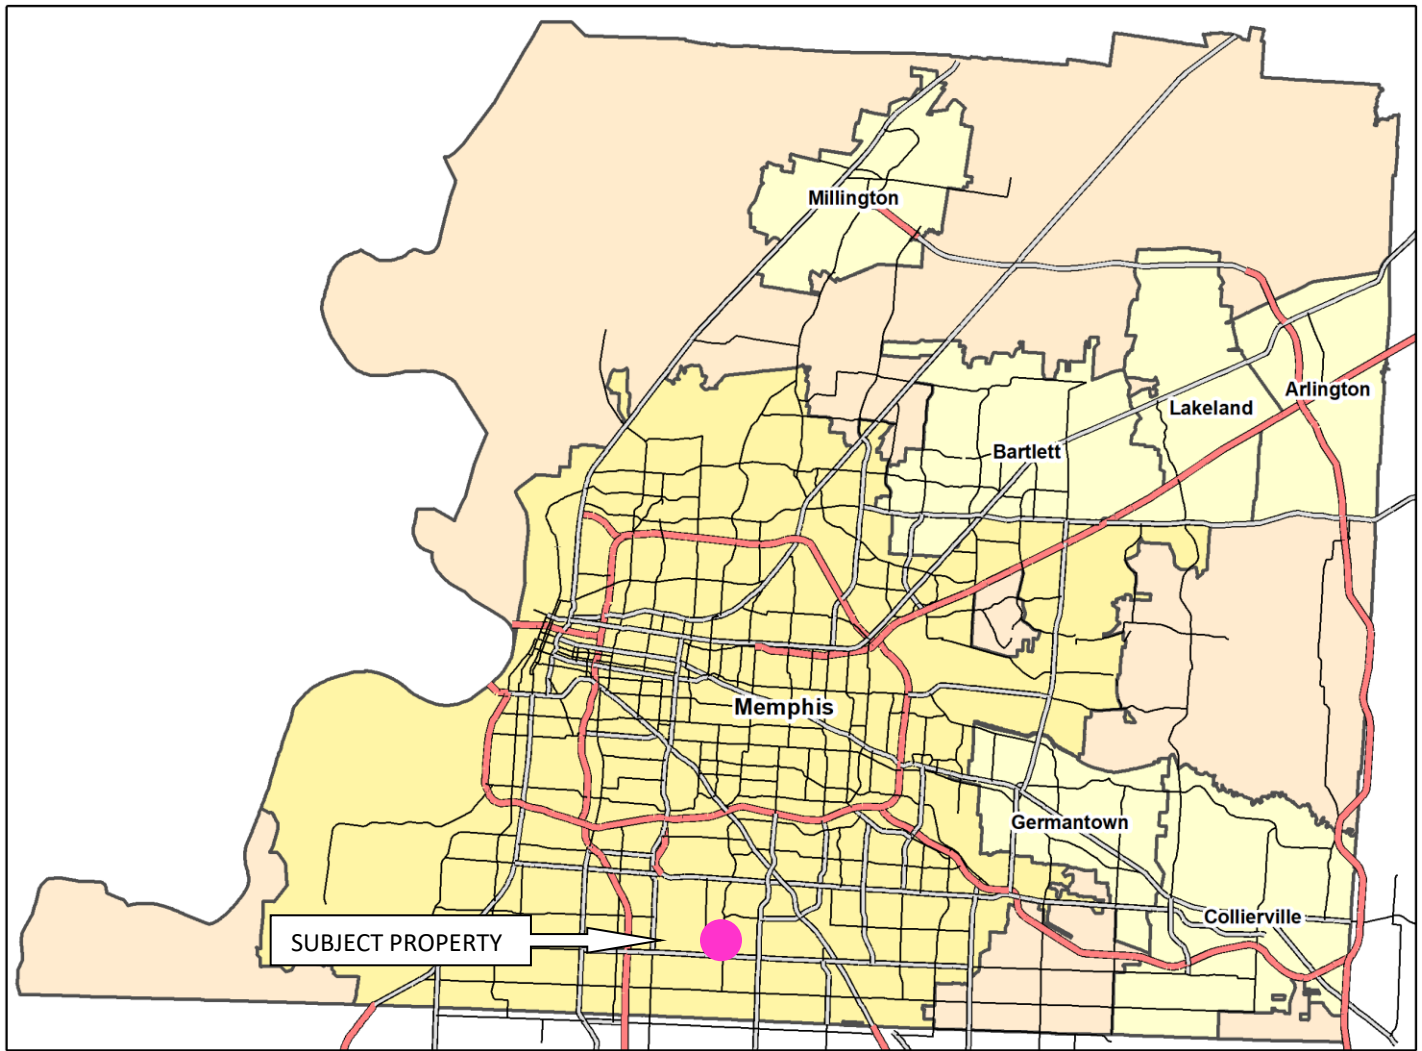 Millington
Arlington
Lakeland
Bartlett
Memphis
Germantown
Collierville
SUBJECT PROPERTY